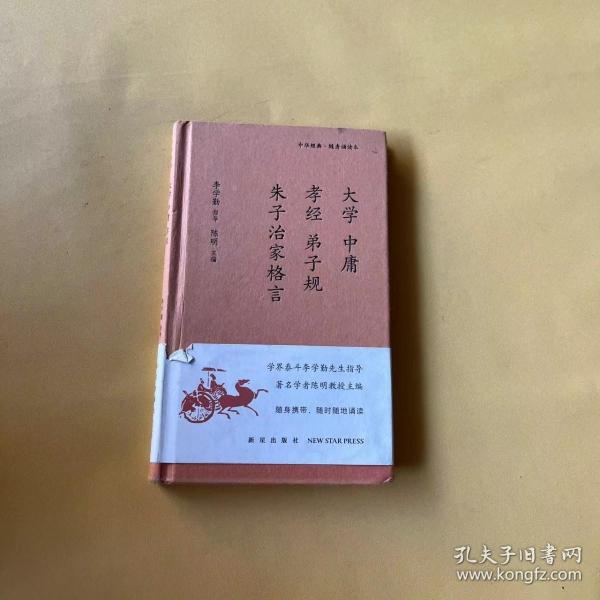 中华经典·随身诵读本
大学 中庸
孝经 弟子规
朱子治家格言
李学勤 指导 陈明 主编
学界泰斗李学勤先生指导
著名学者陈明教授主编
随身携带，随时随地诵读
新星出版社 NEW STAR PRESS
孔夫子旧书网
www.kongfz.com